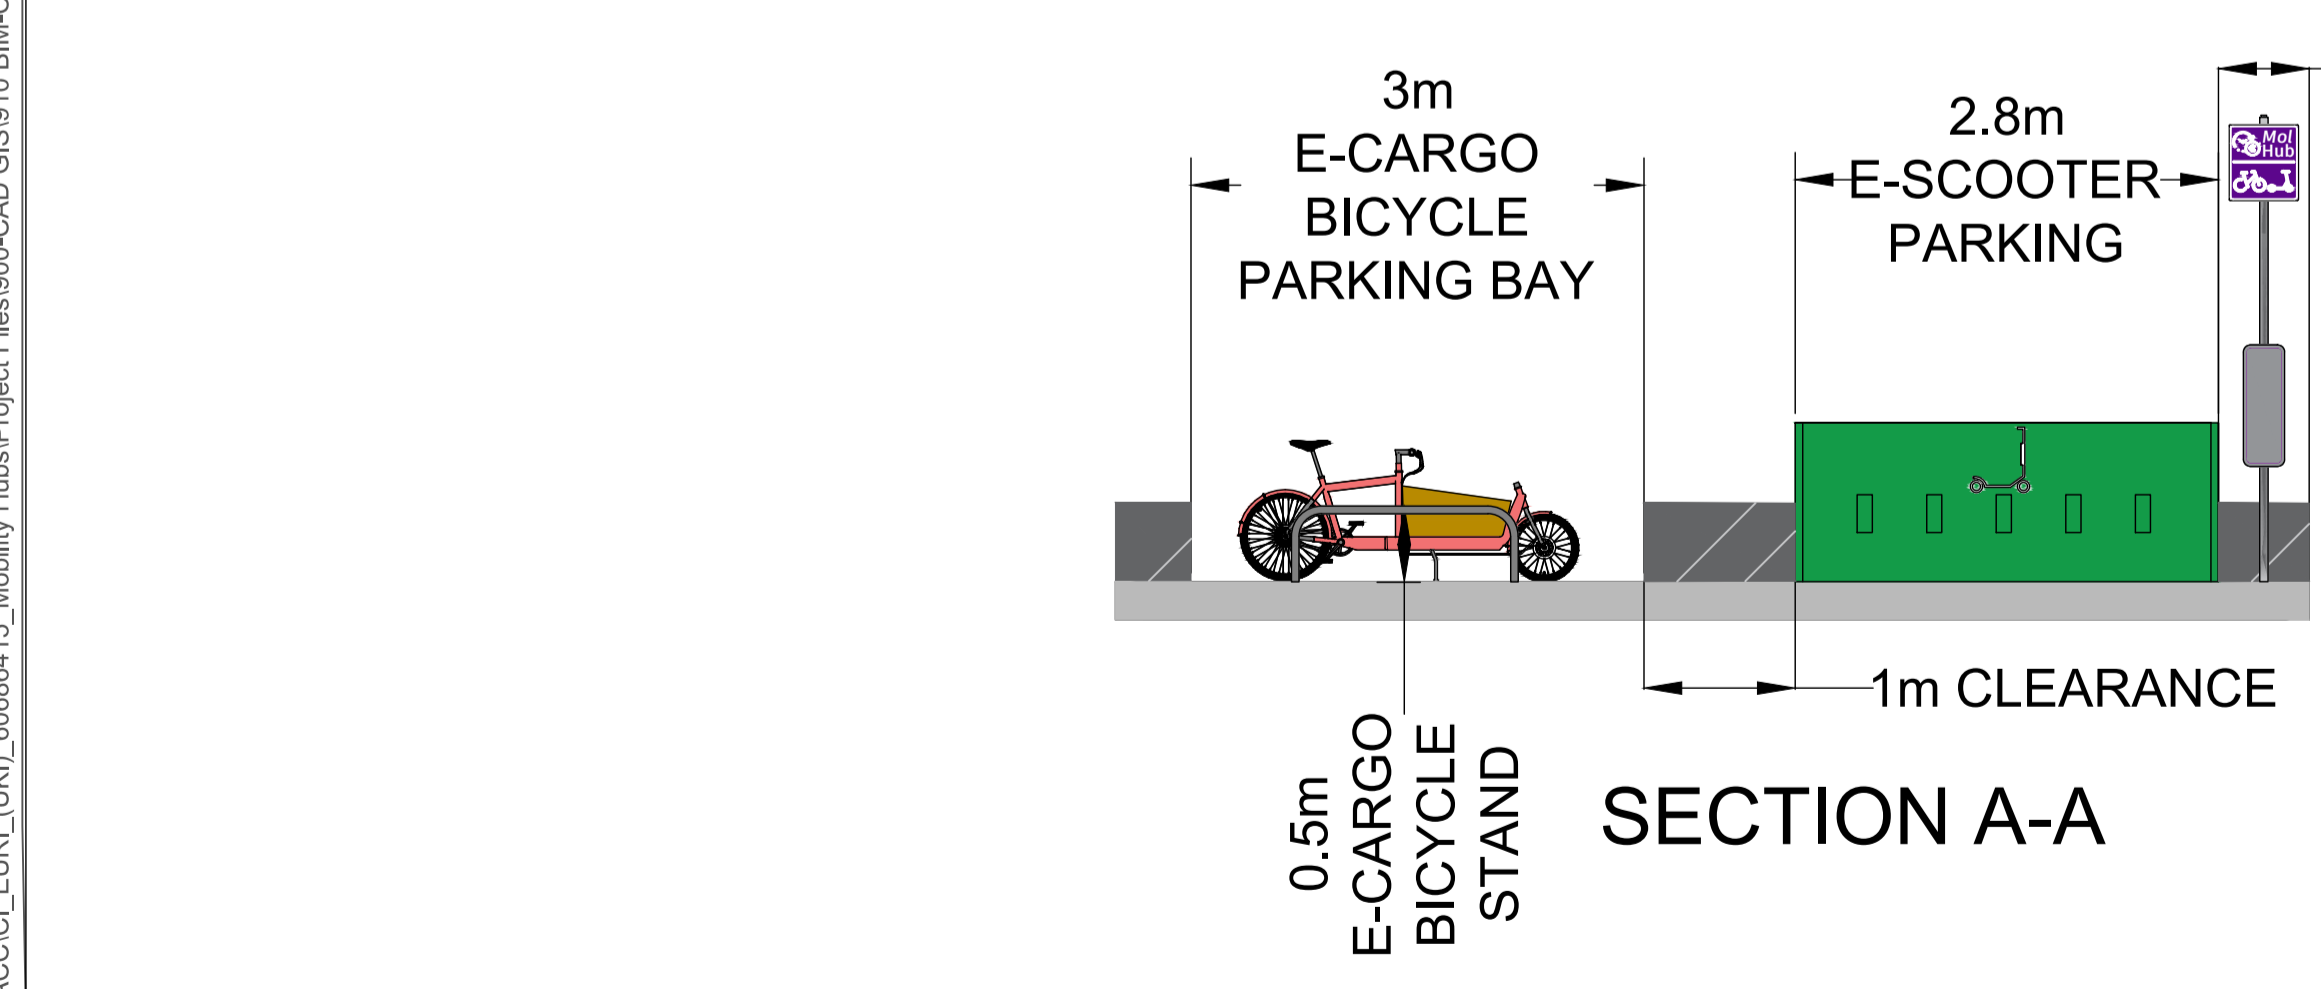 3m
E-CARGO
BICYCLE
PARKING BAY
2.8m
E-SCOOTER
PARKING
Mol
Hub
1m CLEARANCE
0.5m
E-CARGO
BICYCLE
STAND
SECTION A-A